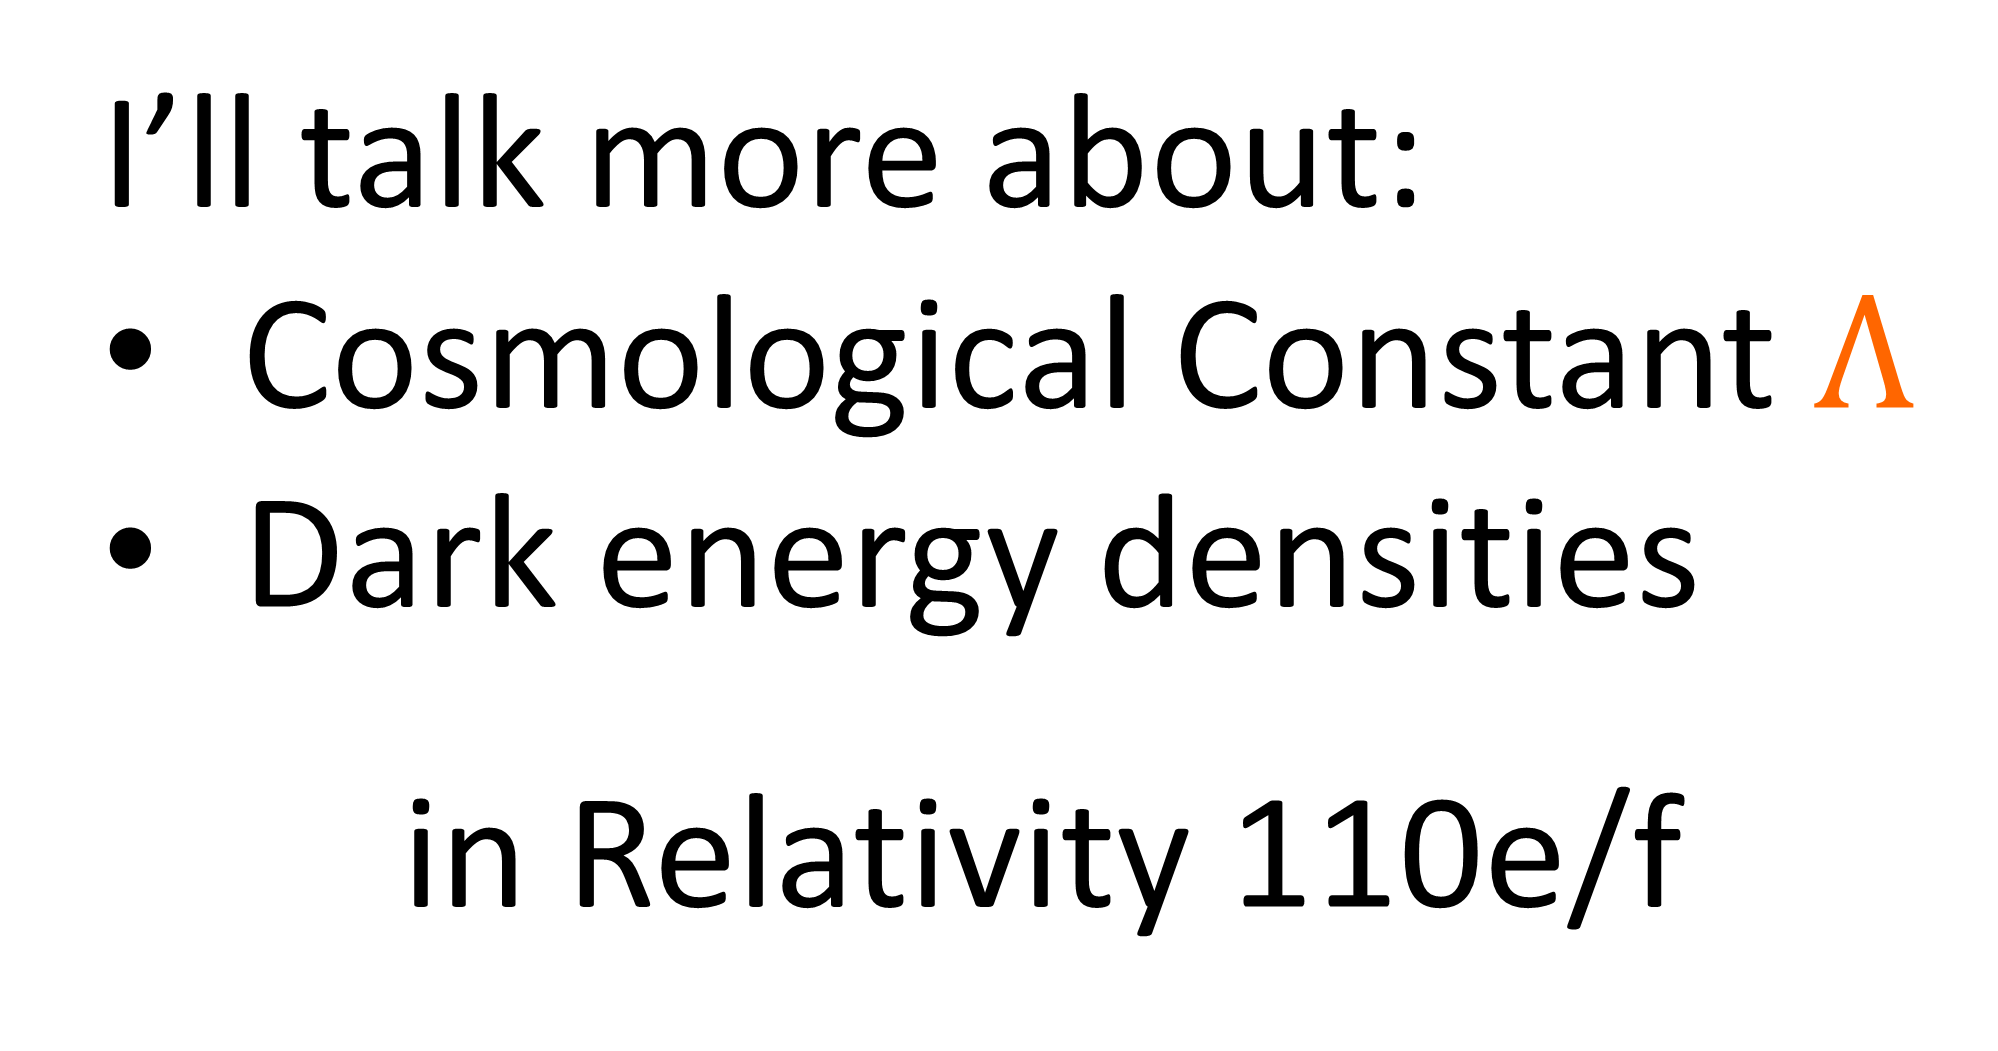 I’ll talk more about:
• Cosmological Constant Λ
• Dark energy densities
in Relativity 110e/f